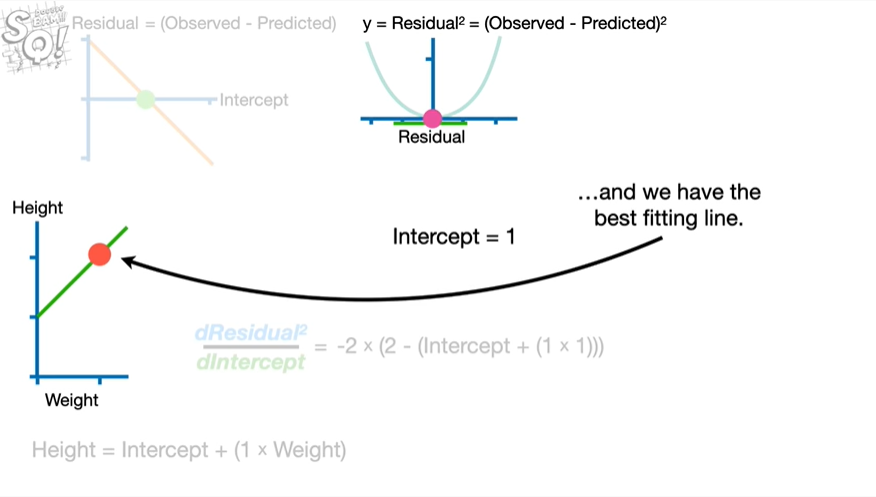 SQ!
Residual = (Observed - Predicted)
y = Residual² = (Observed - Predicted)²
Intercept
Residual
...and we have the
best fitting line.
Height
Intercept = 1
dResidual²
dIntercept
= -2 × (2 - (Intercept + (1 × 1)))
Weight
Height = Intercept + (1 × Weight)